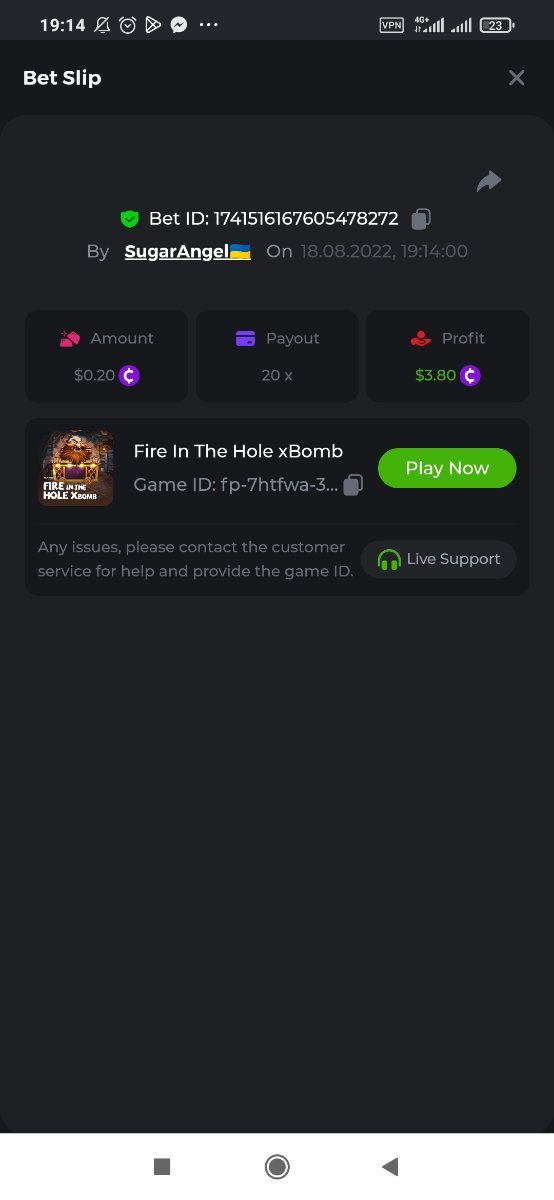 19:14 VPN 4G+ 23
Bet Slip
Bet ID: 1741516167605478272
By SugarAngel🇺🇦 On 18.08.2022, 19:14:00
Amount Payout Profit
$0.20 20 x $3.80
Fire In The Hole xBomb
Game ID: fp-7htfwa-3...
FIRE IN THE
HOLE XBOMB
Play Now
Any issues, please contact the customer
service for help and provide the game ID.
Live Support